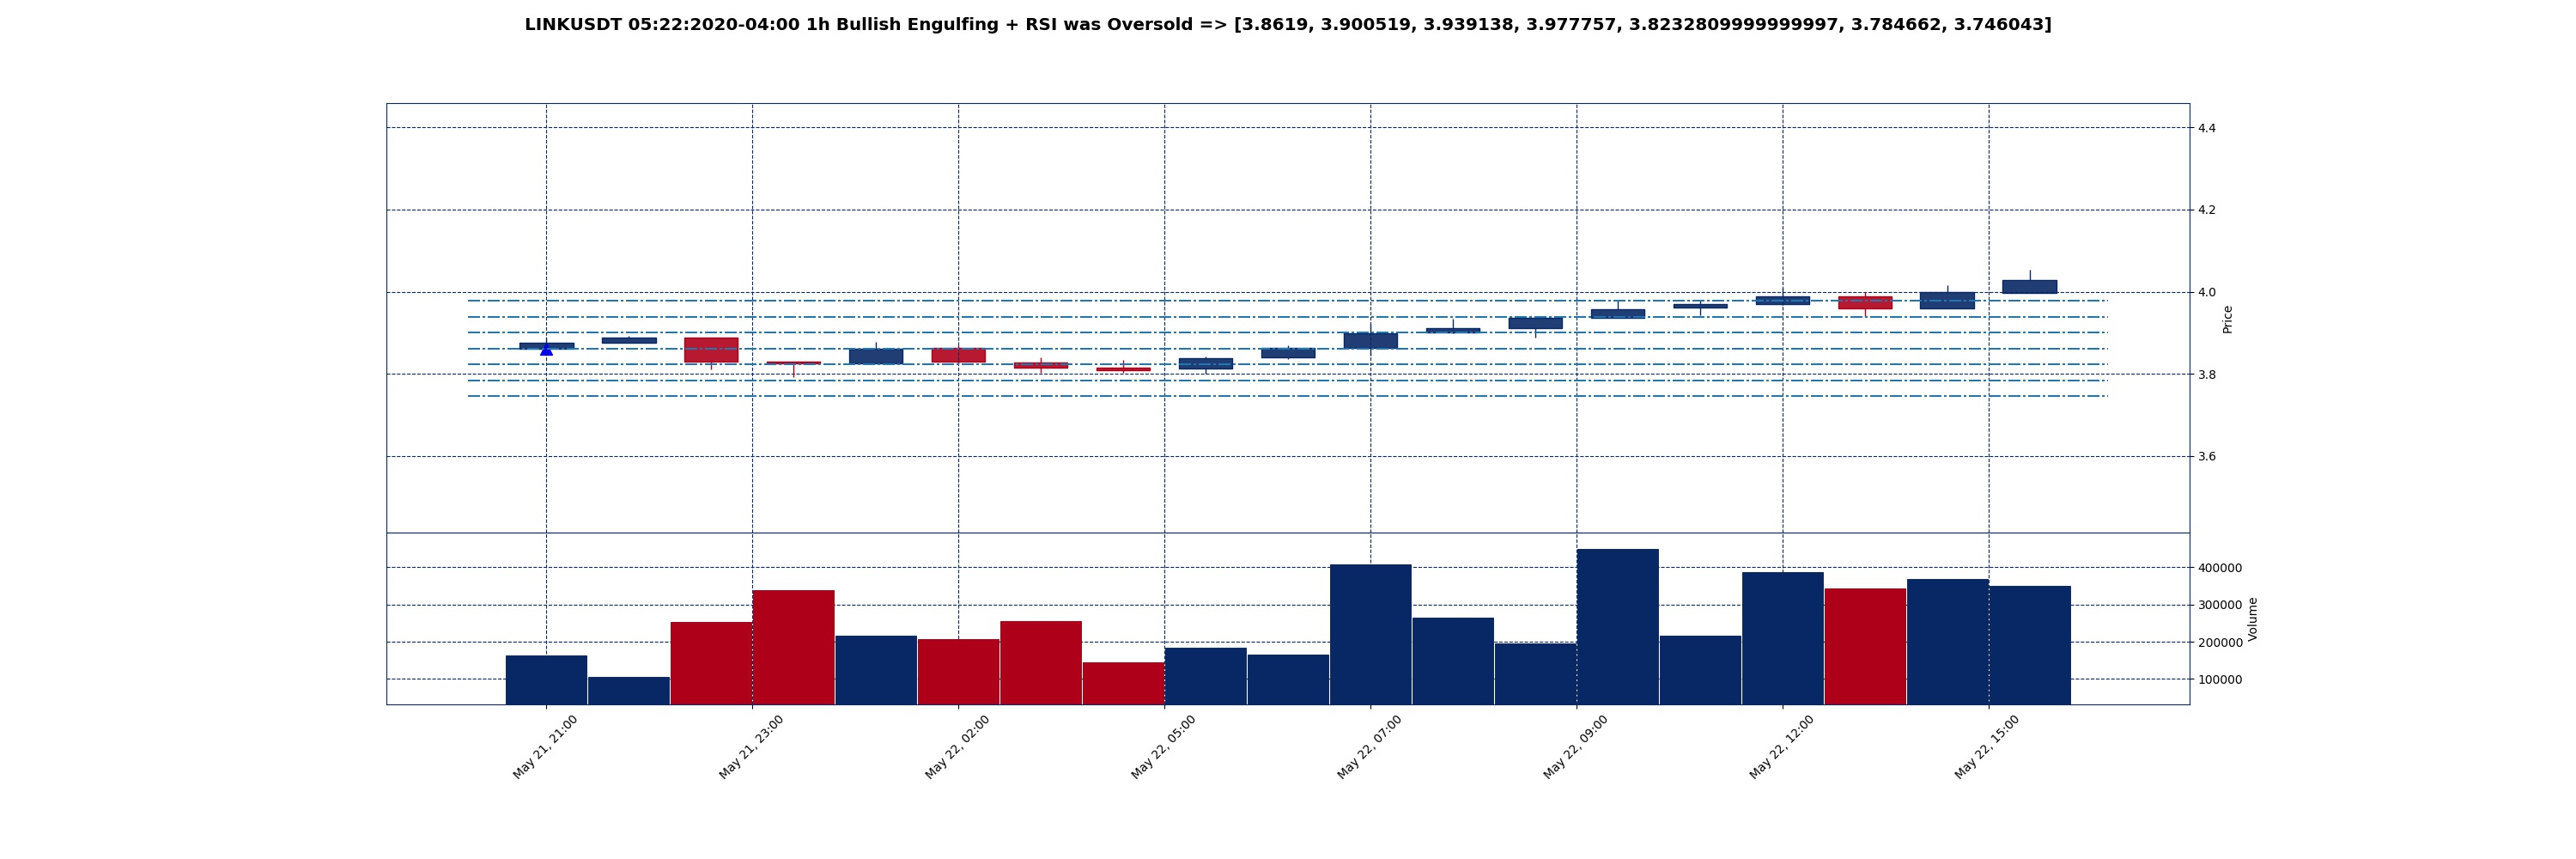 LINKUSDT 05:22:2020-04:00 1h Bullish Engulfing + RSI was Oversold => [3.8619, 3.900519, 3.939138, 3.977757, 3.8232809999999997, 3.784662, 3.746043]
4.4
4.2
4.0
3.8
3.6
Price
400000
300000
200000
100000
Volume
May 21, 21:00
May 21, 23:00
May 22, 02:00
May 22, 05:00
May 22, 07:00
May 22, 09:00
May 22, 12:00
May 22, 15:00